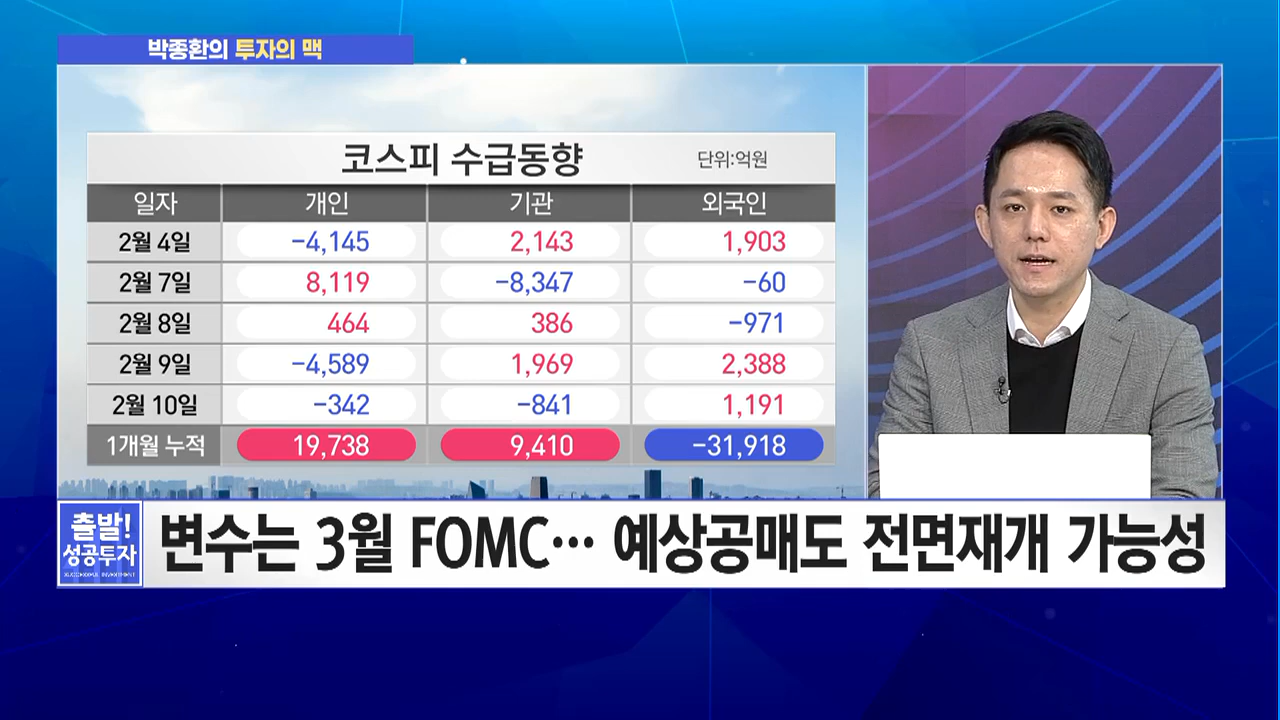 박종환의 투자의 맥
코스피 수급동향 단위:억원
일자 개인 기관 외국인
2월 4일 -4,145 2,143 1,903
2월 7일 8,119 -8,347 -60
2월 8일 464 386 -971
2월 9일 -4,589 1,969 2,388
2월 10일 -342 -841 1,191
1개월 누적 19,738 9,410 -31,918
출발!
성공투자
변수는 3월 FOMC… 예상공매도 전면재개 가능성